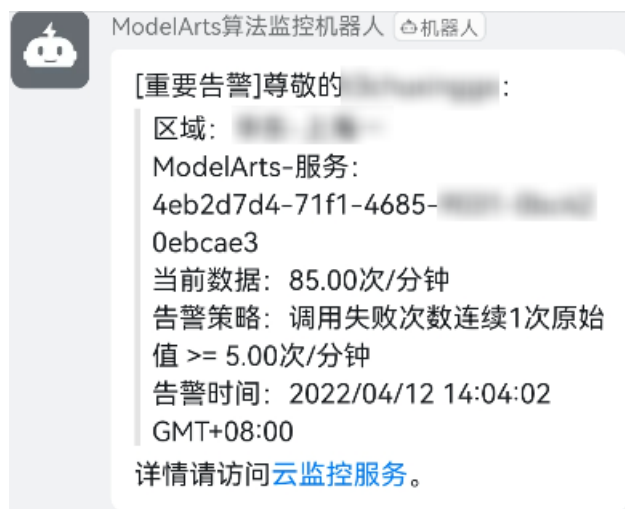 ModelArts算法监控机器人 机器人
[重要告警]尊敬的 :
区域：
ModelArts-服务：
4eb2d7d4-71f1-4685-
0ebcae3
当前数据：85.00次/分钟
告警策略：调用失败次数连续1次原始
值 >= 5.00次/分钟
告警时间：2022/04/12 14:04:02
GMT+08:00
详情请访问云监控服务。